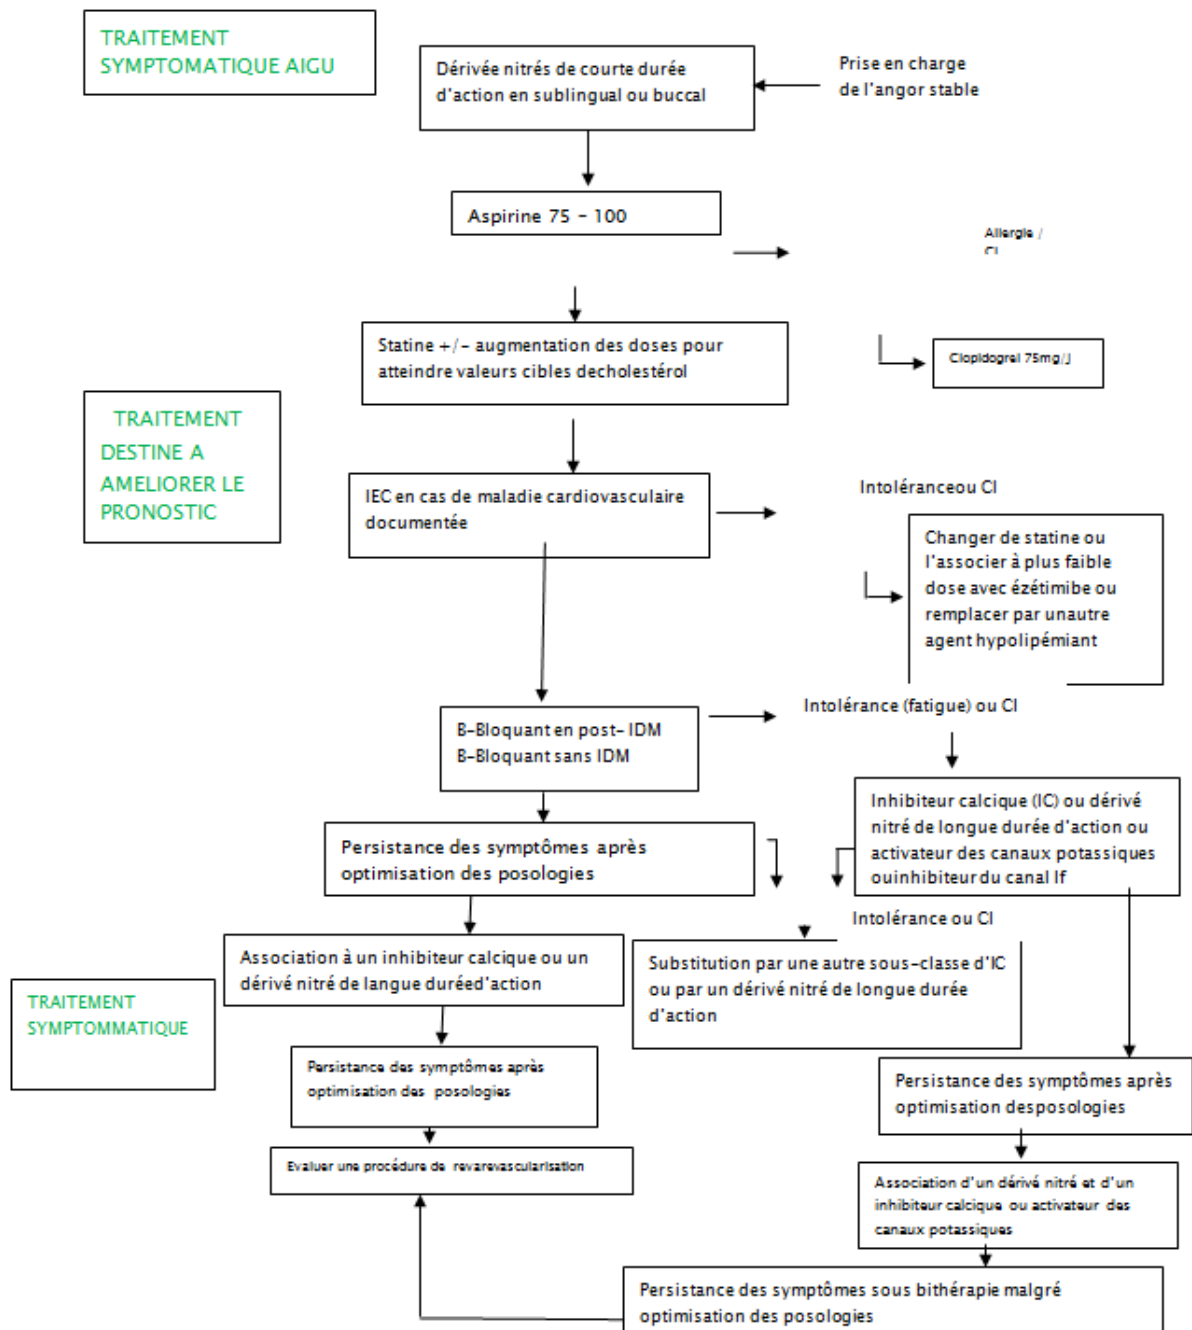 TRAITEMENT
SYMPTOMATIQUE AIGU
Dérivée nitrés de courte durée
d'action en sublingual ou buccal
Prise en charge
de l'angor stable
Aspirine 75 - 100
Allergie /
CI
Statine +/- augmentation des doses pour
atteindre valeurs cibles decholestérol
Clopidogrel 75mg/J
TRAITEMENT
DESTINE A
AMELIORER LE
PRONOSTIC
IEC en cas de maladie cardiovasculaire
documentée
Intoléranceou CI
Changer de statine ou
l'associer à plus faible
dose avec ézétimibe ou
remplacer par unautre
agent hypolipémiant
B-Bloquant en post- IDM
B-Bloquant sans IDM
Intolérance (fatigue) ou CI
Inhibiteur calcique (IC) ou dérivé
nitré de longue durée d'action ou
activateur des canaux potassiques
ouinhibiteur du canal If
Persistance des symptômes après
optimisation des posologies
Intolérance ou CI
Association à un inhibiteur calcique ou un
dérivé nitré de langue duréed'action
Substitution par une autre sous-classe d'IC
ou par un dérivé nitré de longue durée
d'action
TRAITEMENT
SYMPTOMMATIQUE
Persistance des symptômes après
optimisation des posologies
Persistance des symptômes après
optimisation desposologies
Evaluer une procédure de revarevascularisation
Association d'un dérivé nitré et d'un
inhibiteur calcique ou activateur des
canaux potassiques
Persistance des symptômes sous bithérapie malgré
optimisation des posologies